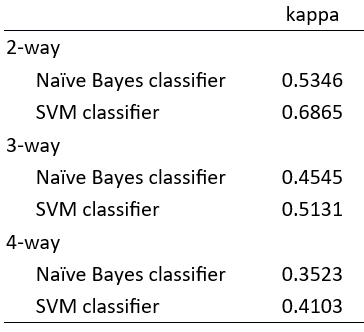 kappa
2-way
Naïve Bayes classifier 0.5346
SVM classifier 0.6865
3-way
Naïve Bayes classifier 0.4545
SVM classifier 0.5131
4-way
Naïve Bayes classifier 0.3523
SVM classifier 0.4103